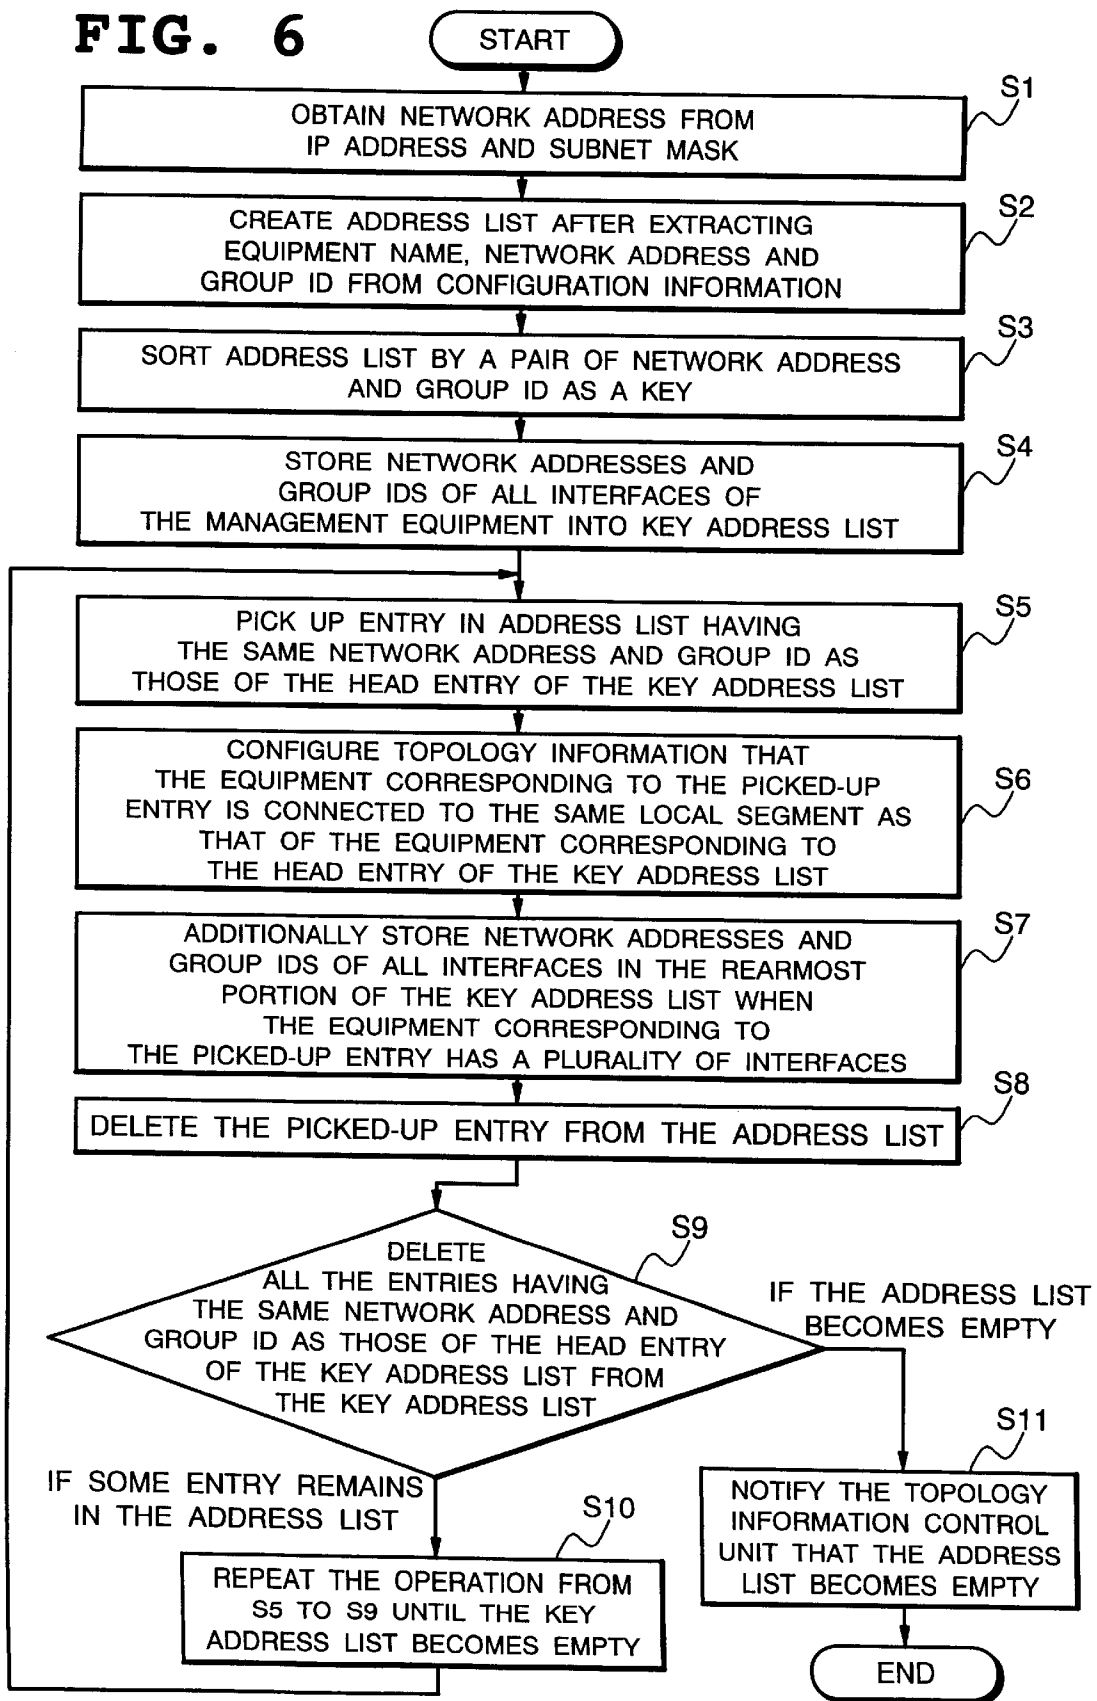 FIG. 6
START
S1
OBTAIN NETWORK ADDRESS FROM
IP ADDRESS AND SUBNET MASK
S2
CREATE ADDRESS LIST AFTER EXTRACTING
EQUIPMENT NAME, NETWORK ADDRESS AND
GROUP ID FROM CONFIGURATION INFORMATION
S3
SORT ADDRESS LIST BY A PAIR OF NETWORK ADDRESS
AND GROUP ID AS A KEY
S4
STORE NETWORK ADDRESSES AND
GROUP IDS OF ALL INTERFACES OF
THE MANAGEMENT EQUIPMENT INTO KEY ADDRESS LIST
S5
PICK UP ENTRY IN ADDRESS LIST HAVING
THE SAME NETWORK ADDRESS AND GROUP ID AS
THOSE OF THE HEAD ENTRY OF THE KEY ADDRESS LIST
S6
CONFIGURE TOPOLOGY INFORMATION THAT
THE EQUIPMENT CORRESPONDING TO THE PICKED-UP
ENTRY IS CONNECTED TO THE SAME LOCAL SEGMENT AS
THAT OF THE EQUIPMENT CORRESPONDING TO
THE HEAD ENTRY OF THE KEY ADDRESS LIST
S7
ADDITIONALLY STORE NETWORK ADDRESSES AND
GROUP IDS OF ALL INTERFACES IN THE REARMOST
PORTION OF THE KEY ADDRESS LIST WHEN
THE EQUIPMENT CORRESPONDING TO
THE PICKED-UP ENTRY HAS A PLURALITY OF INTERFACES
S8
DELETE THE PICKED-UP ENTRY FROM THE ADDRESS LIST
S9
DELETE
ALL THE ENTRIES HAVING
THE SAME NETWORK ADDRESS AND
GROUP ID AS THOSE OF THE HEAD ENTRY
OF THE KEY ADDRESS LIST FROM
THE KEY ADDRESS LIST
IF THE ADDRESS LIST
BECOMES EMPTY
IF SOME ENTRY REMAINS
IN THE ADDRESS LIST
S10
REPEAT THE OPERATION FROM
S5 TO S9 UNTIL THE KEY
ADDRESS LIST BECOMES EMPTY
S11
NOTIFY THE TOPOLOGY
INFORMATION CONTROL
UNIT THAT THE ADDRESS
LIST BECOMES EMPTY
END